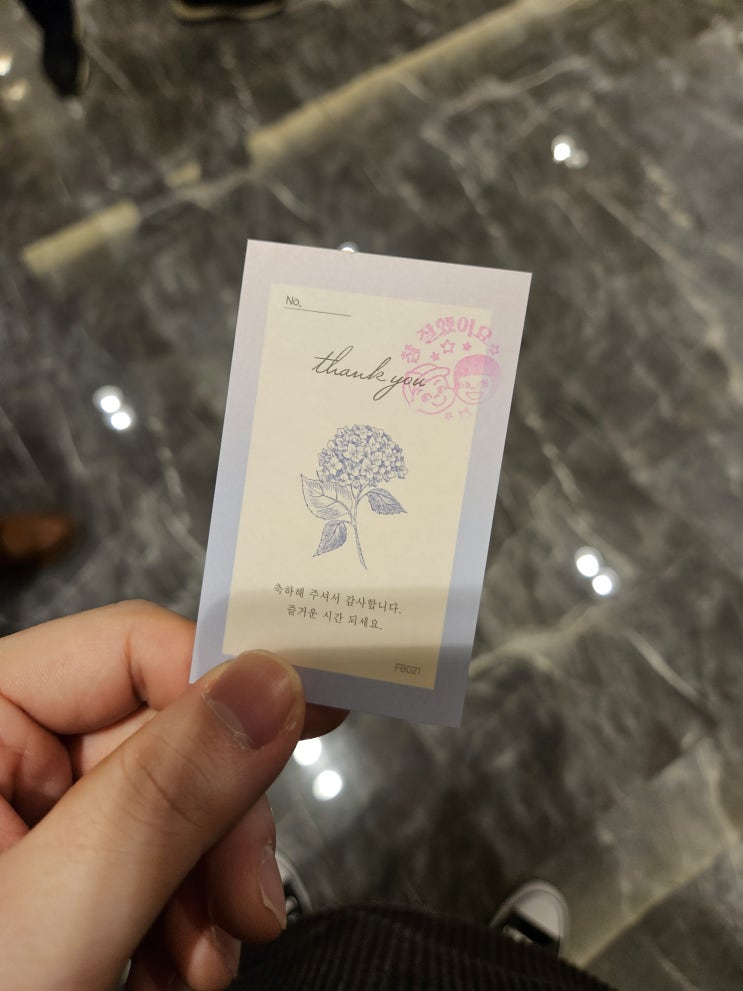 No.
참 잘했어요
thank you
축하해 주셔서 감사합니다.
즐거운 시간 되세요.
FB021